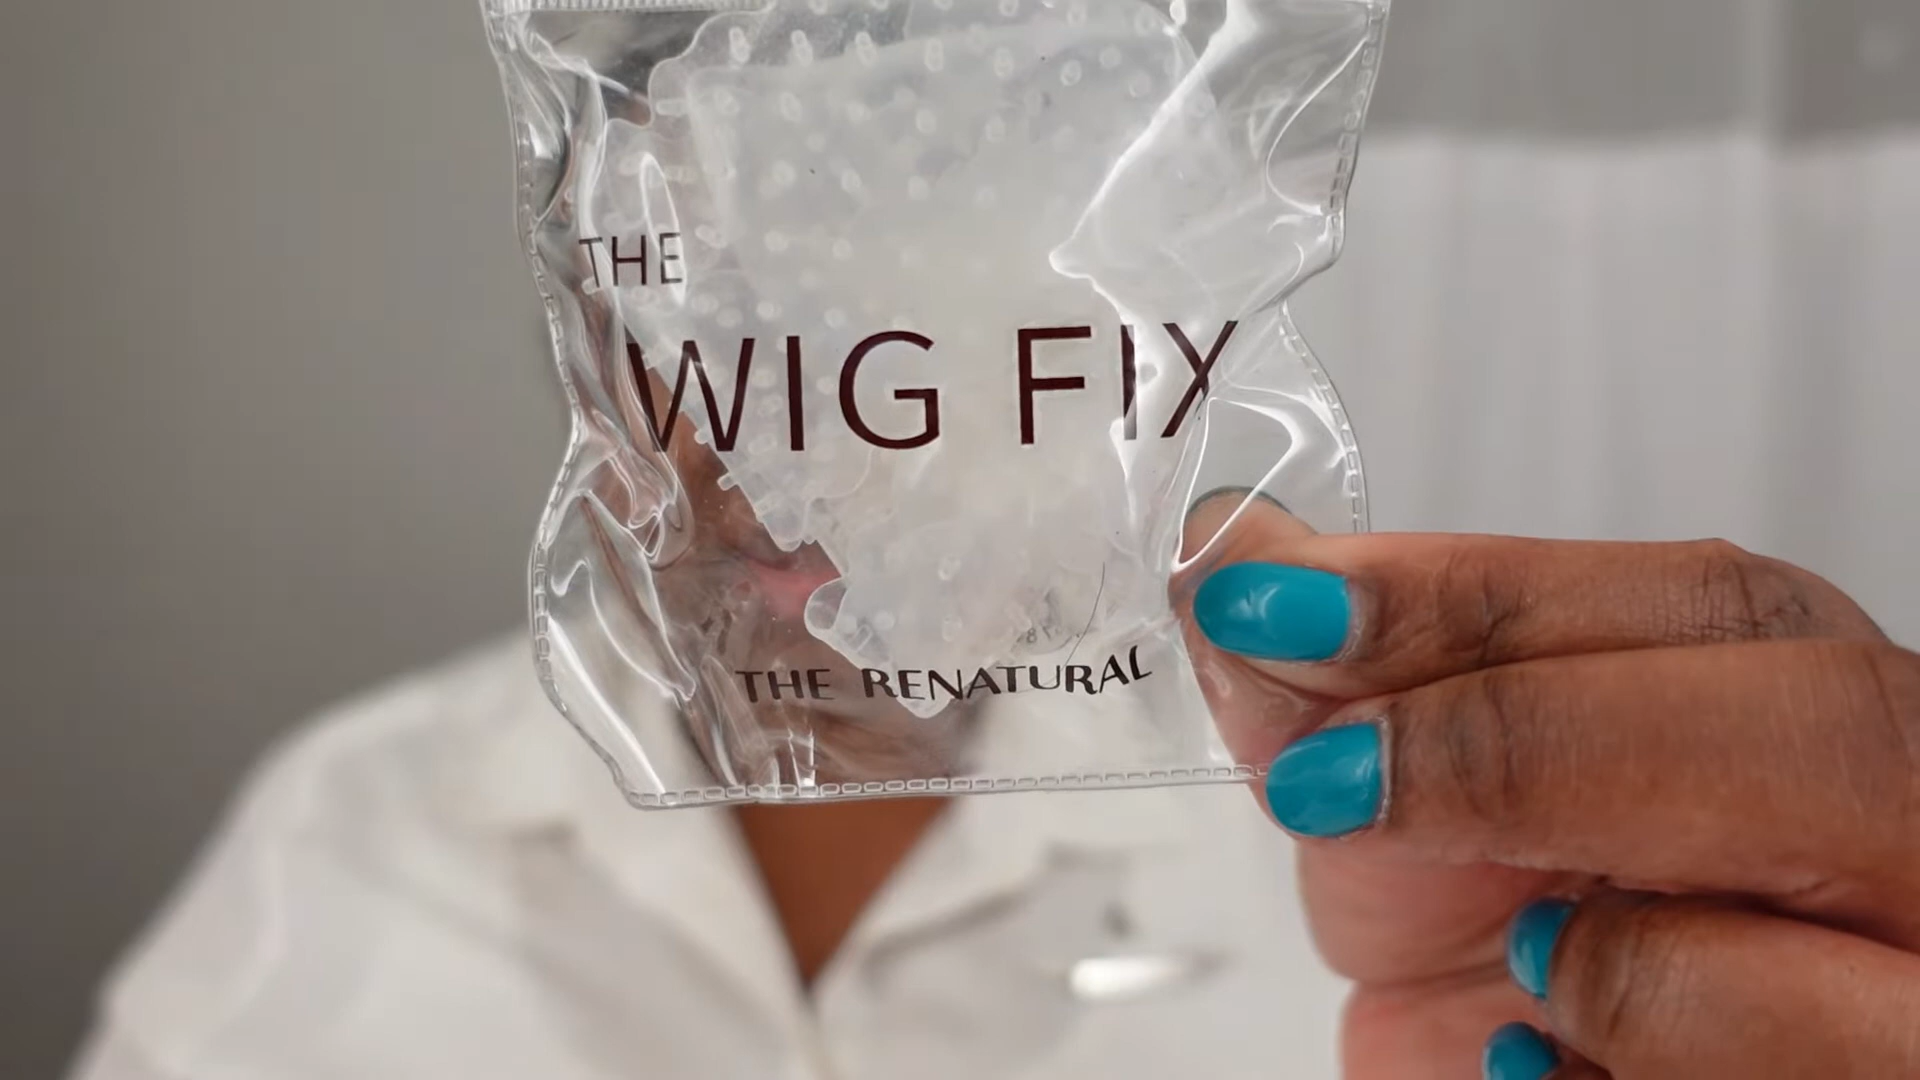 THE
WIG FIX
THE RENATURAL